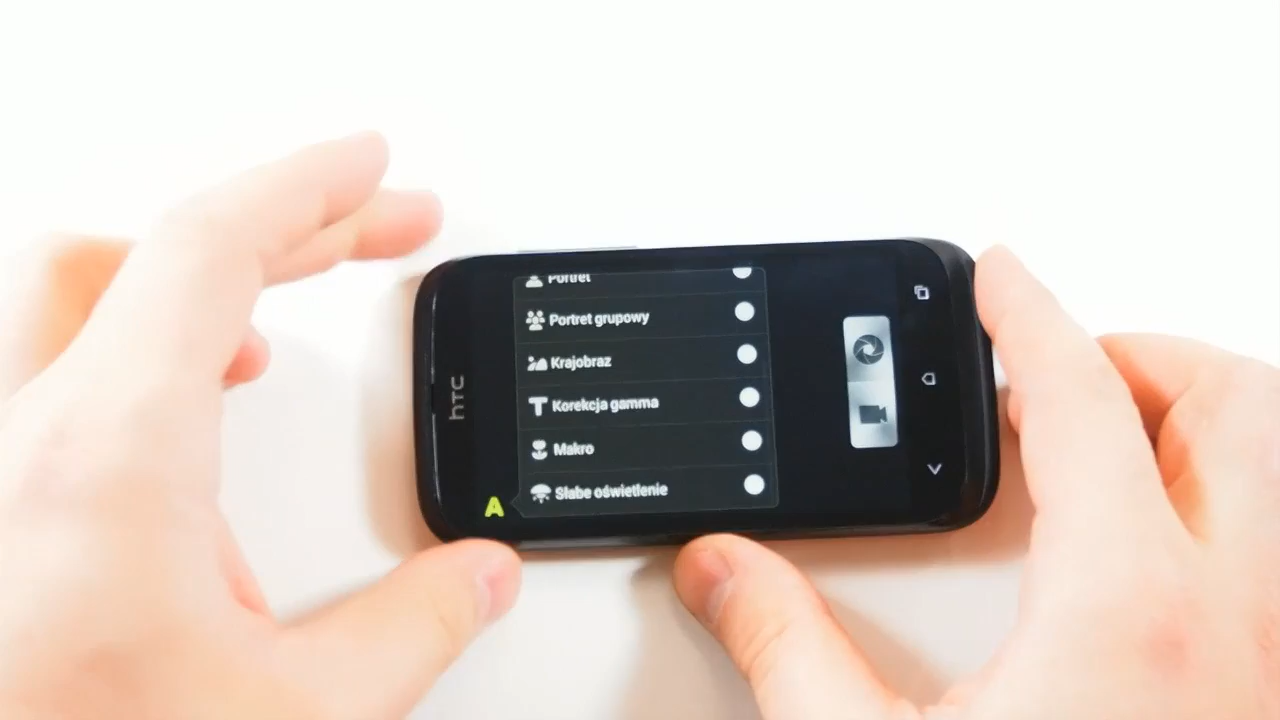 Portret
Portret grupowy
Krajobraz
Korekcja gamma
Makro
Słabe oświetlenie
A
hTC